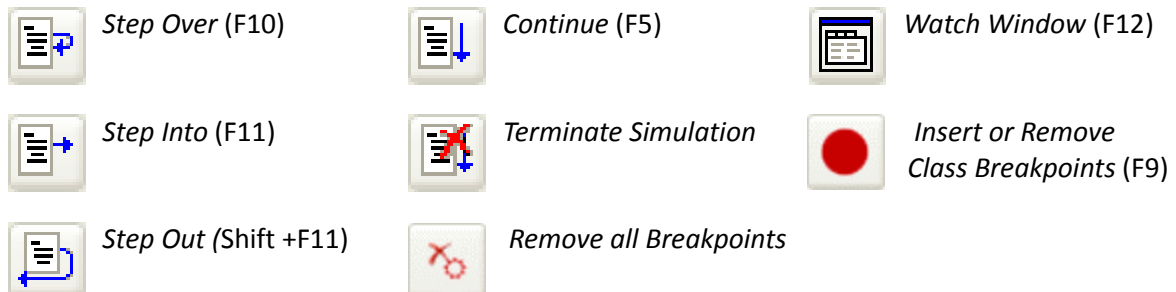 Step Over (F10)
Continue (F5)
Watch Window (F12)
Step Into (F11)
Terminate Simulation
Insert or Remove
Class Breakpoints (F9)
Step Out (Shift +F11)
Remove all Breakpoints